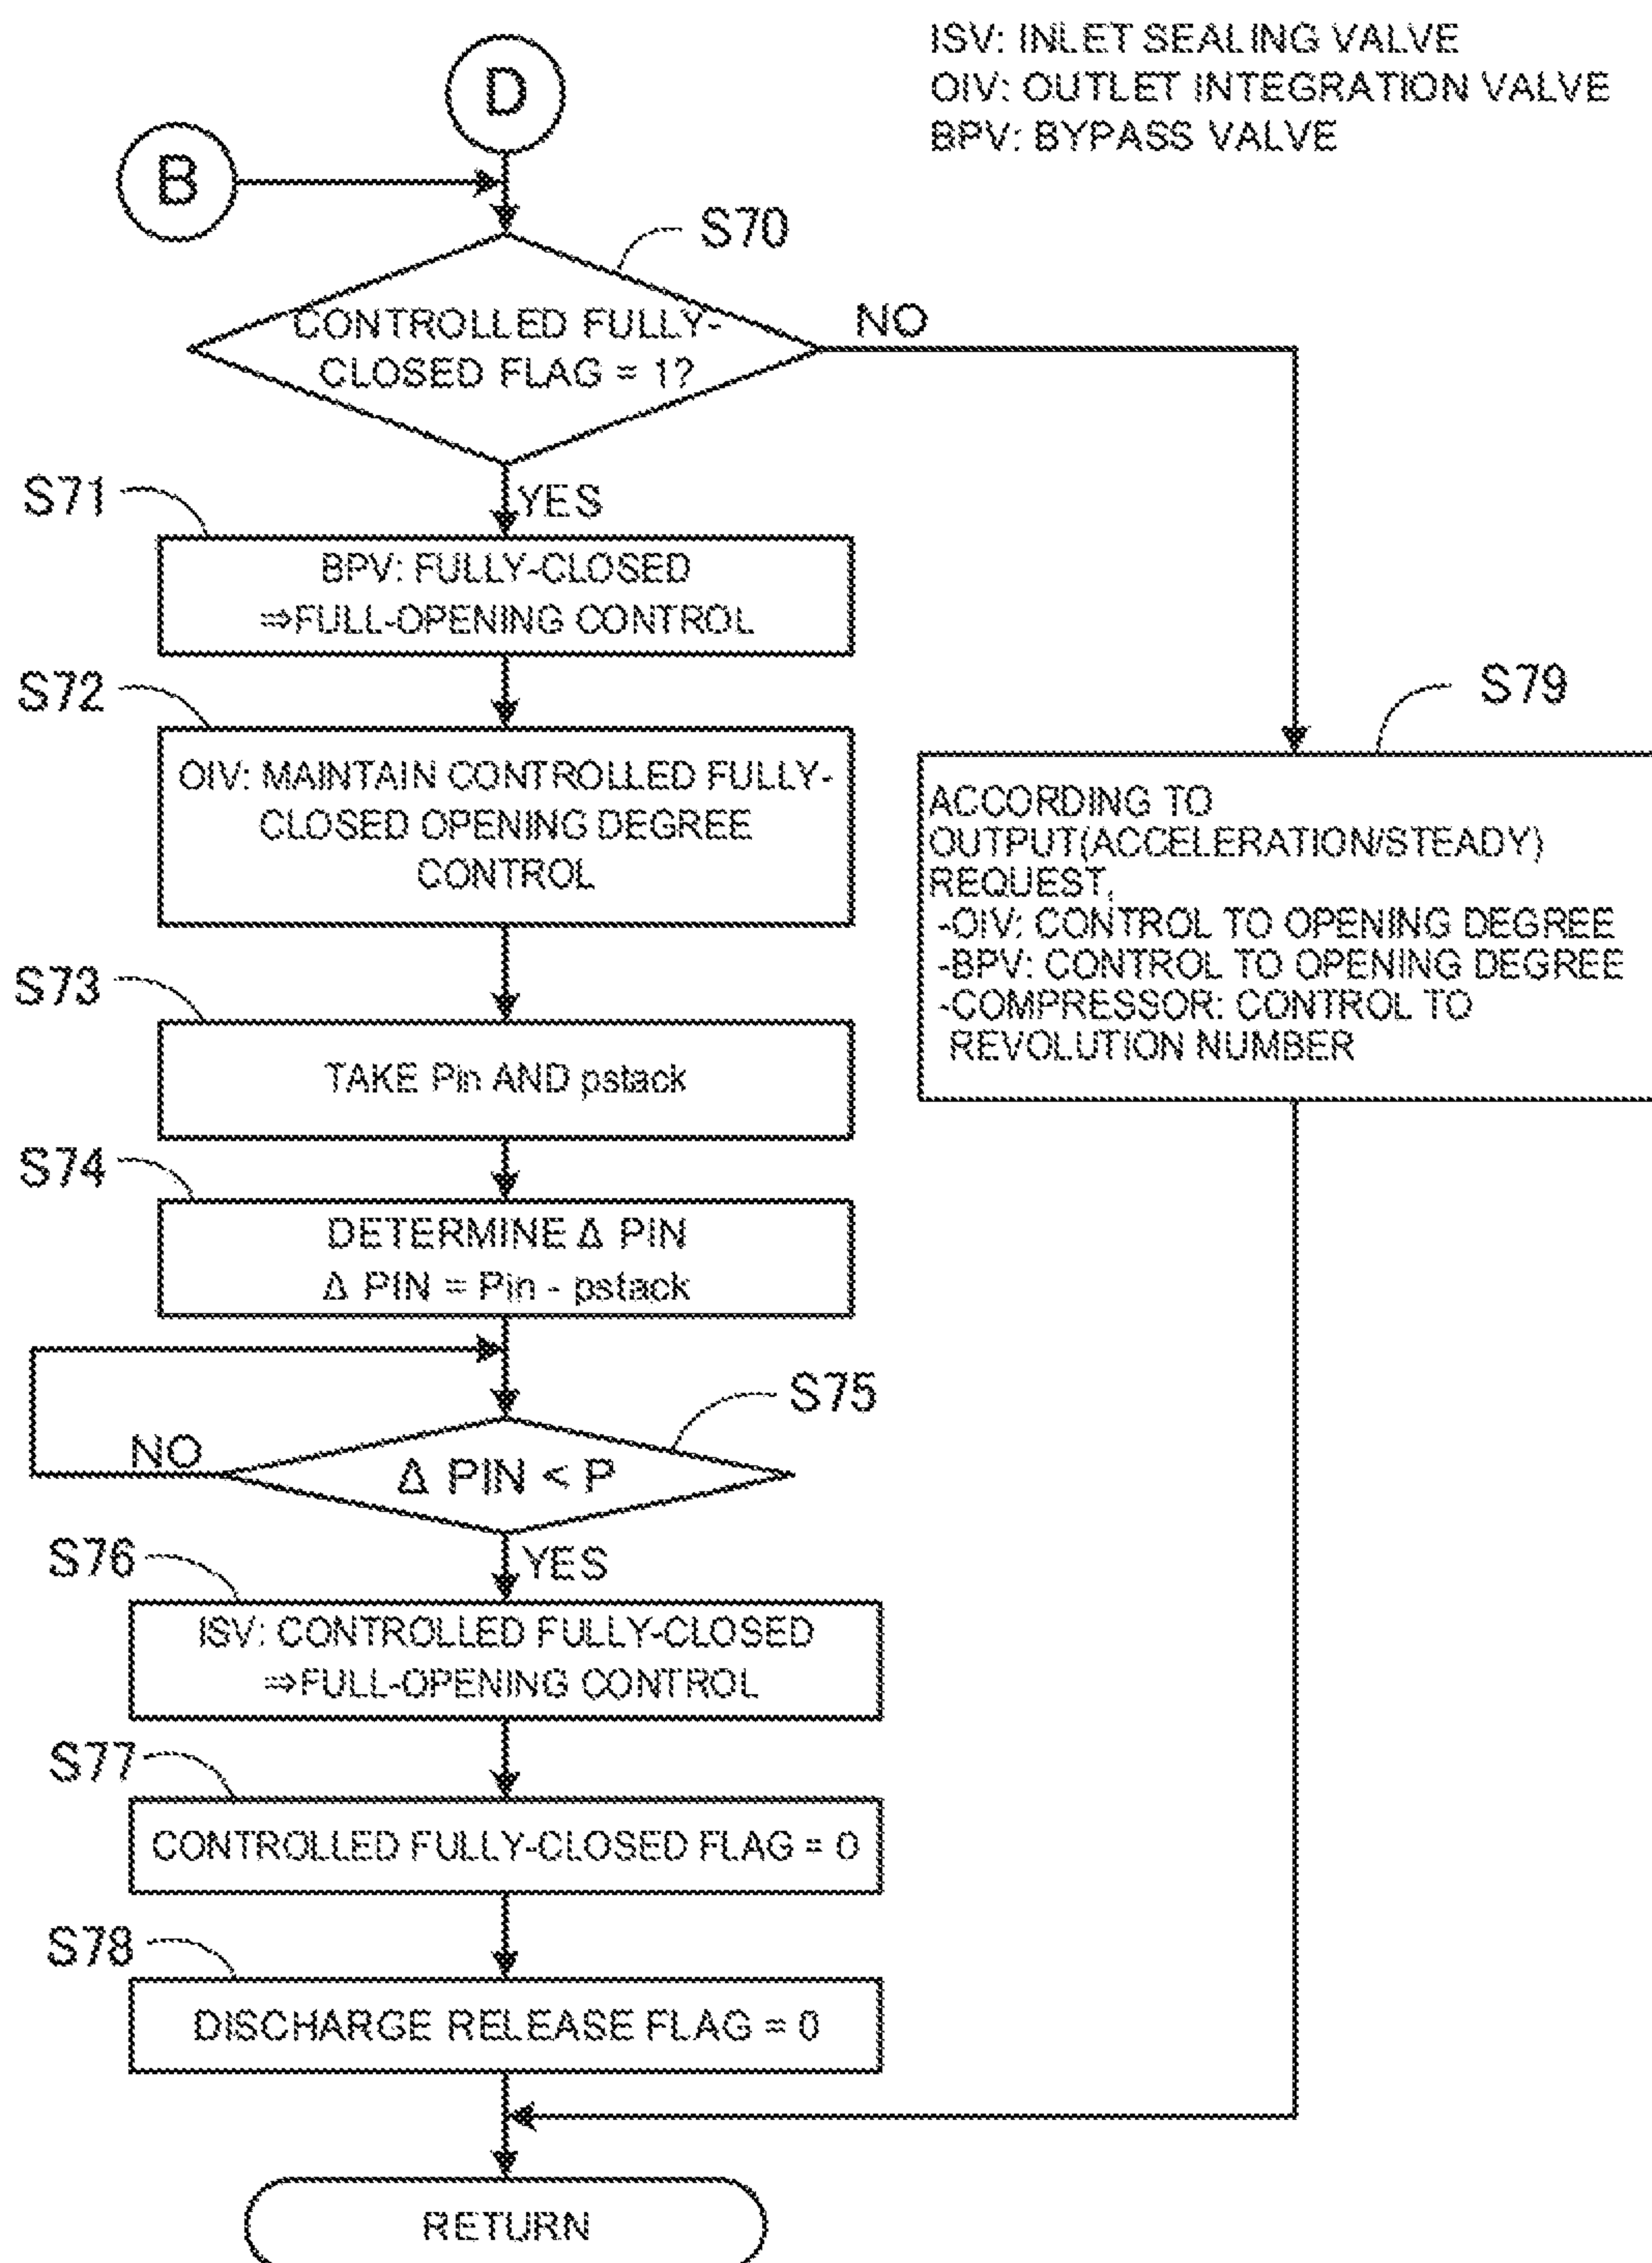 ISV: INLET SEALING VALVE
OIV: OUTLET INTEGRATION VALVE
BPV: BYPASS VALVE
D
B
S70
CONTROLLED FULLY-
CLOSED FLAG = 1?
NO
YES
S71
BPV: FULLY-CLOSED
⇒FULL-OPENING CONTROL
S72
OIV: MAINTAIN CONTROLLED FULLY-
CLOSED OPENING DEGREE
CONTROL
S79
ACCORDING TO
OUTPUT(ACCELERATION/STEADY)
REQUEST,
-OIV: CONTROL TO OPENING DEGREE
-BPV: CONTROL TO OPENING DEGREE
-COMPRESSOR: CONTROL TO
REVOLUTION NUMBER
S73
TAKE Pin AND pstack
S74
DETERMINE Δ PIN
Δ PIN = Pin - pstack
S75
NO
Δ PIN < P
YES
S76
ISV: CONTROLLED FULLY-CLOSED
⇒FULL-OPENING CONTROL
S77
CONTROLLED FULLY-CLOSED FLAG = 0
S78
DISCHARGE RELEASE FLAG = 0
RETURN